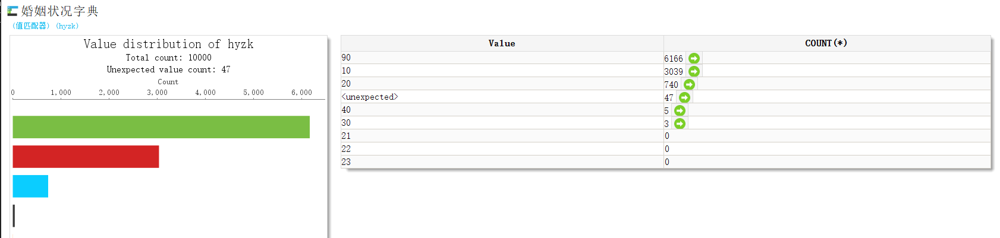 婚姻状况字典
(值匹配器) (hyzk)
Value distribution of hyzk
Total count: 10000
Unexpected value count: 47
Count
0 1,000 2,000 3,000 4,000 5,000 6,000
Value COUNT(*)
90 6166
10 3039
20 740
<unexpected> 47
40 5
30 3
21 0
22 0
23 0